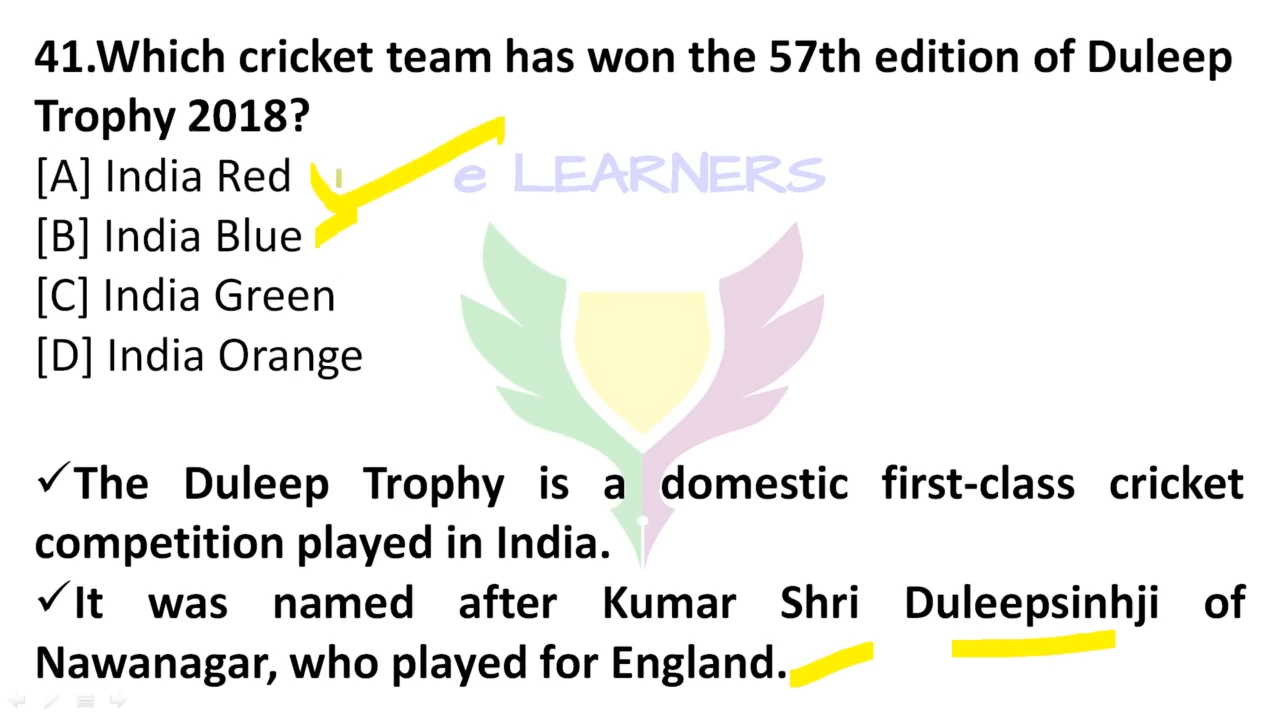 41.Which cricket team has won the 57th edition of Duleep
Trophy 2018?
[A] India Red
e LEARNERS
[B] India Blue
[C] India Green
[D] India Orange
✓The Duleep Trophy is a domestic first-class cricket
competition played in India.
✓It was named after Kumar Shri Duleepsinhji of
Nawanagar, who played for England.